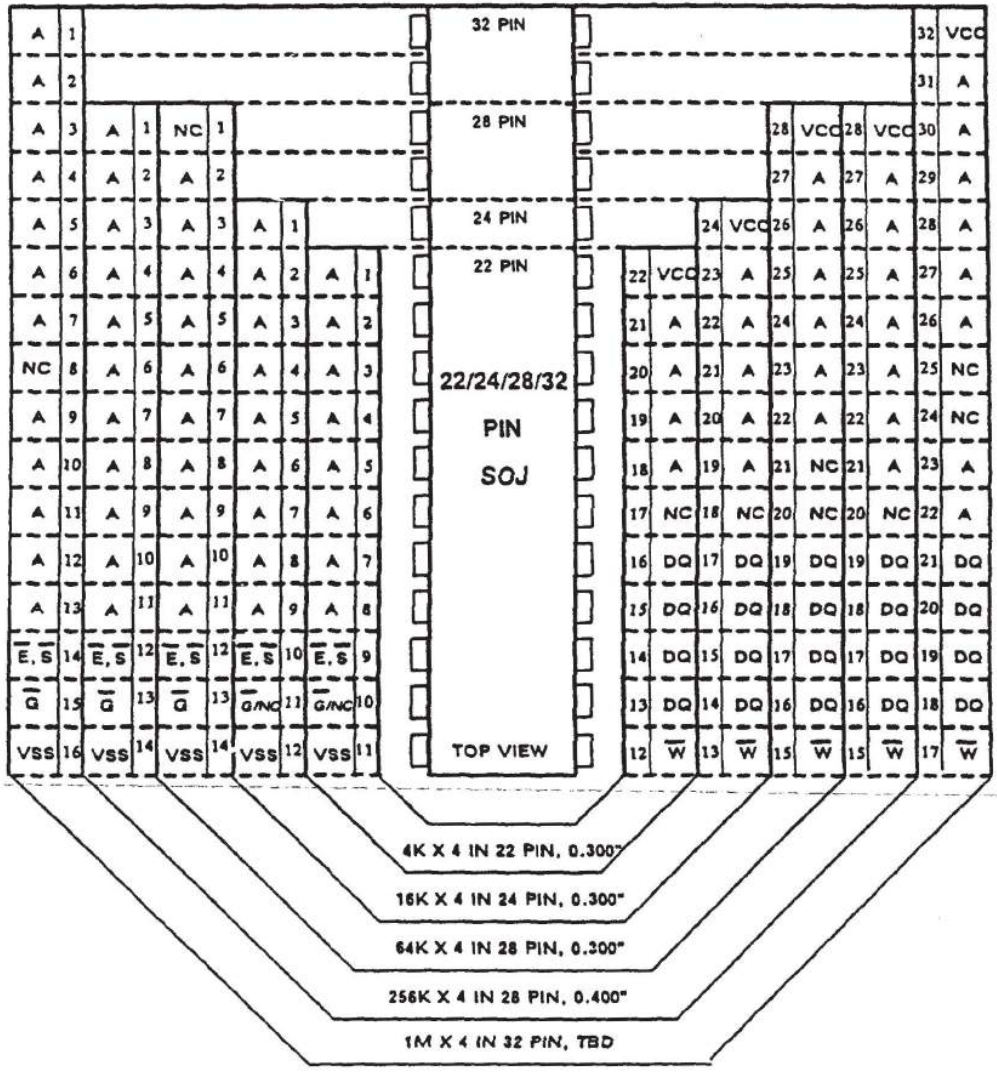 A 1 32 PIN 32 VCC
A 2 31 A
A 3 A 1 NC 1 28 PIN 28 VCC 28 VCC 30 A
A 4 A 2 A 2 27 A 27 A 29 A
A 5 A 3 A 3 A 1 24 PIN 24 VCC 26 A 26 A 28 A
A 6 A 4 A 4 A 2 A 1 22 PIN 22 VCC 23 A 25 A 25 A 27 A
A 7 A 5 A 5 A 3 A 2 21 A 22 A 24 A 24 A 26 A
NC 8 A 6 A 6 A 4 A 3 22/24/28/32 20 A 21 A 23 A 23 A 25 NC
A 9 A 7 A 7 A 5 A 4 PIN 19 A 20 A 22 A 22 A 24 NC
A 10 A 8 A 8 A 6 A 5 SOJ 18 A 19 A 21 NC 21 A 23 A
A 11 A 9 A 9 A 7 A 6 17 NC 18 NC 20 NC 20 NC 22 A
A 12 A 10 A 10 A 8 A 7 16 DQ 17 DQ 19 DQ 19 DQ 21 DQ
A 13 A 11 A 11 A 9 A 8 15 DQ 16 DQ 18 DQ 18 DQ 20 DQ
E̅, S̅ 14 E̅, S̅ 12 E̅, S̅ 12 E̅, S̅ 10 E̅, S̅ 9 14 DQ 15 DQ 17 DQ 17 DQ 19 DQ
G̅ 15 G̅ 13 G̅ 13 G̅/NC 11 G̅/NC 10 13 DQ 14 DQ 16 DQ 16 DQ 18 DQ
VSS 16 VSS 14 VSS 14 VSS 12 VSS 11 TOP VIEW 12 W̅ 13 W̅ 15 W̅ 15 W̅ 17 W̅
4K X 4 IN 22 PIN, 0.300"
16K X 4 IN 24 PIN, 0.300"
64K X 4 IN 28 PIN, 0.300"
256K X 4 IN 28 PIN, 0.400"
1M X 4 IN 32 PIN, TBD